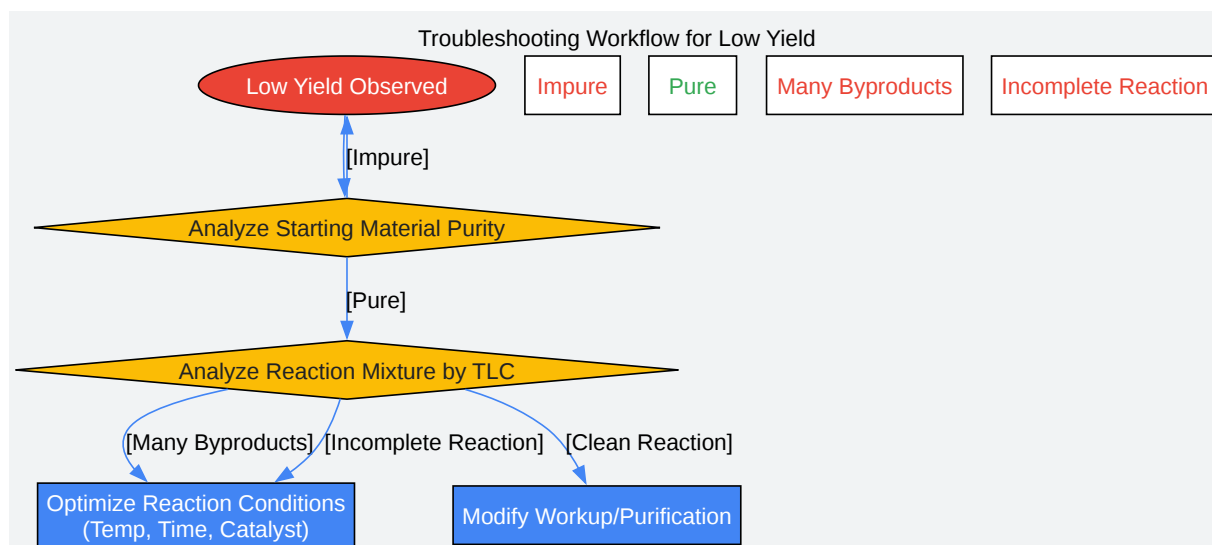 Troubleshooting Workflow for Low Yield
Low Yield Observed
Impure
Pure
Many Byproducts
Incomplete Reaction
[Impure]
Analyze Starting Material Purity
[Pure]
Analyze Reaction Mixture by TLC
[Many Byproducts]
[Incomplete Reaction]
[Clean Reaction]
Optimize Reaction Conditions
(Temp, Time, Catalyst)
Modify Workup/Purification